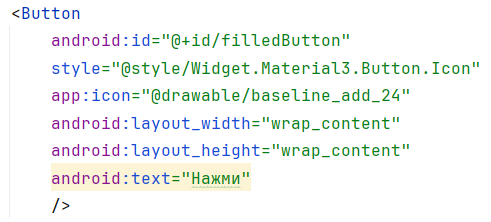 <Button
android:id="@+id/filledButton"
style="@style/Widget.Material3.Button.Icon"
app:icon="@drawable/baseline_add_24"
android:layout_width="wrap_content"
android:layout_height="wrap_content"
android:text="Нажми"
/>